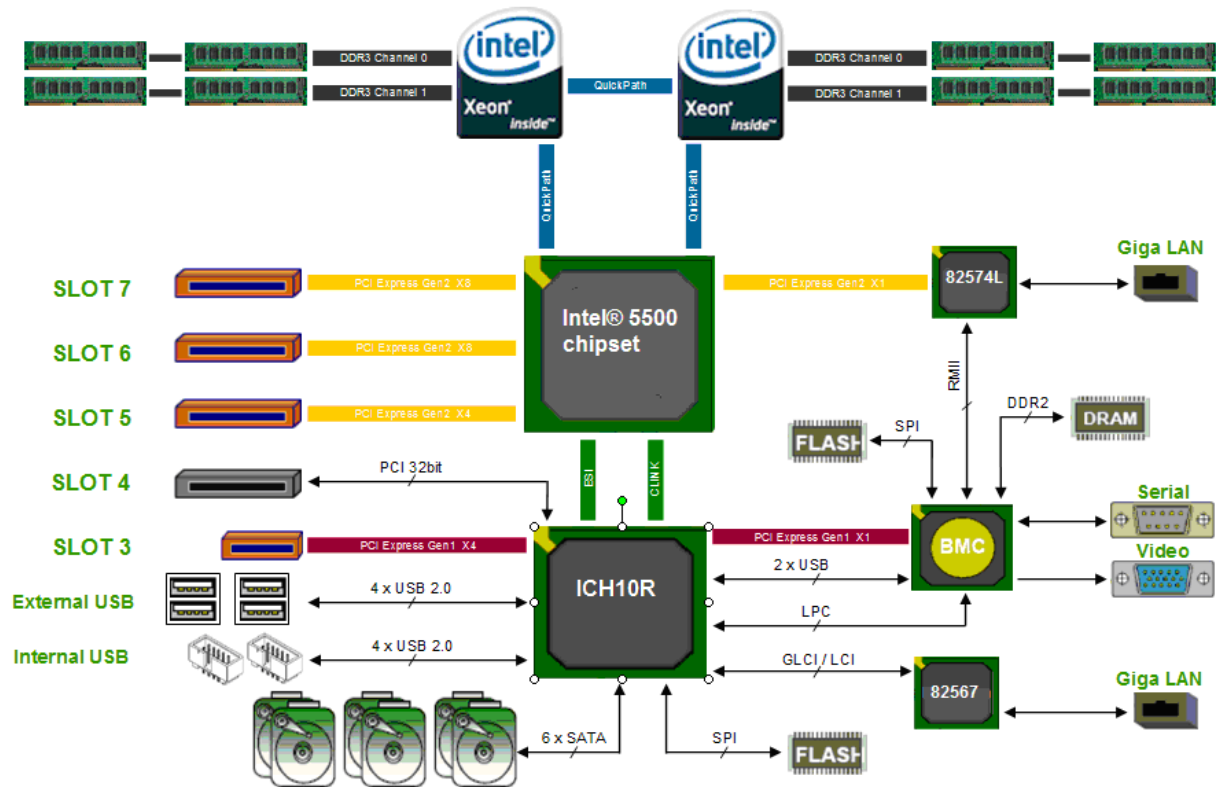 DDR3 Channel 0
DDR3 Channel 1
intel
Xeon
inside™
QuickPath
intel
Xeon
inside™
DDR3 Channel 0
DDR3 Channel 1
QuickPath
QuickPath
SLOT 7
PCI Express Gen2 X8
Intel® 5500
chipset
PCI Express Gen2 X1
82574L
Giga LAN
SLOT 6
PCI Express Gen2 X8
SLOT 5
PCI Express Gen2 X4
RMII
FLASH
SPI
DDR2
DRAM
SLOT 4
PCI 32bit
ESI
CLINK
Serial
SLOT 3
PCI Express Gen1 X4
ICH10R
PCI Express Gen1 X1
BMC
Video
External USB
4 x USB 2.0
2 x USB
LPC
Internal USB
4 x USB 2.0
GLCI / LCI
82567
Giga LAN
6 x SATA
SPI
FLASH